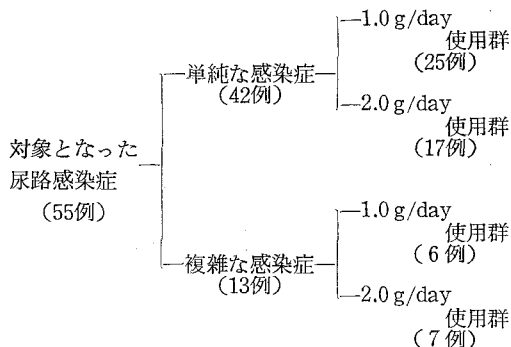 対象となった
尿路感染症
(55例)
単純な感染症
(42例)
1.0 g/day
使用群
(25例)
2.0 g/day
使用群
(17例)
複雑な感染症
(13例)
1.0 g/day
使用群
(6例)
2.0 g/day
使用群
(7例)